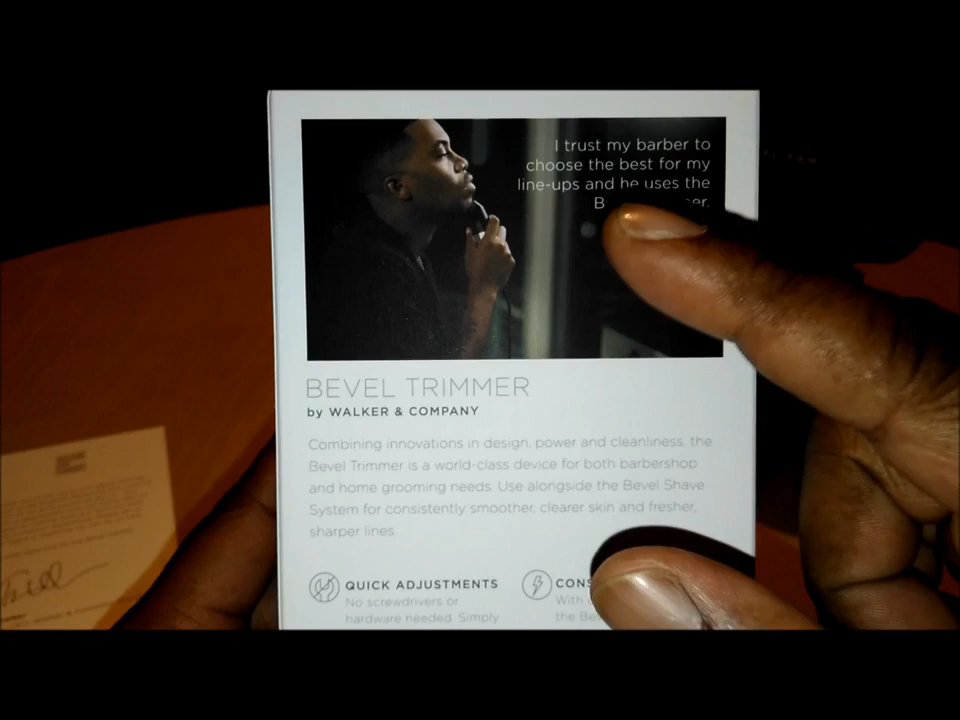 I trust my barber to
choose the best for my
line-ups and he uses the
BEVEL TRIMMER
by WALKER & COMPANY
Combining innovations in design, power and cleanliness, the
Bevel Trimmer is a world-class device for both barbershop
and home grooming needs. Use alongside the Bevel Shave
System for consistently smoother, clearer skin and fresher,
sharper lines.
QUICK ADJUSTMENTS
No screwdrivers or
hardware needed. Simply
With
the